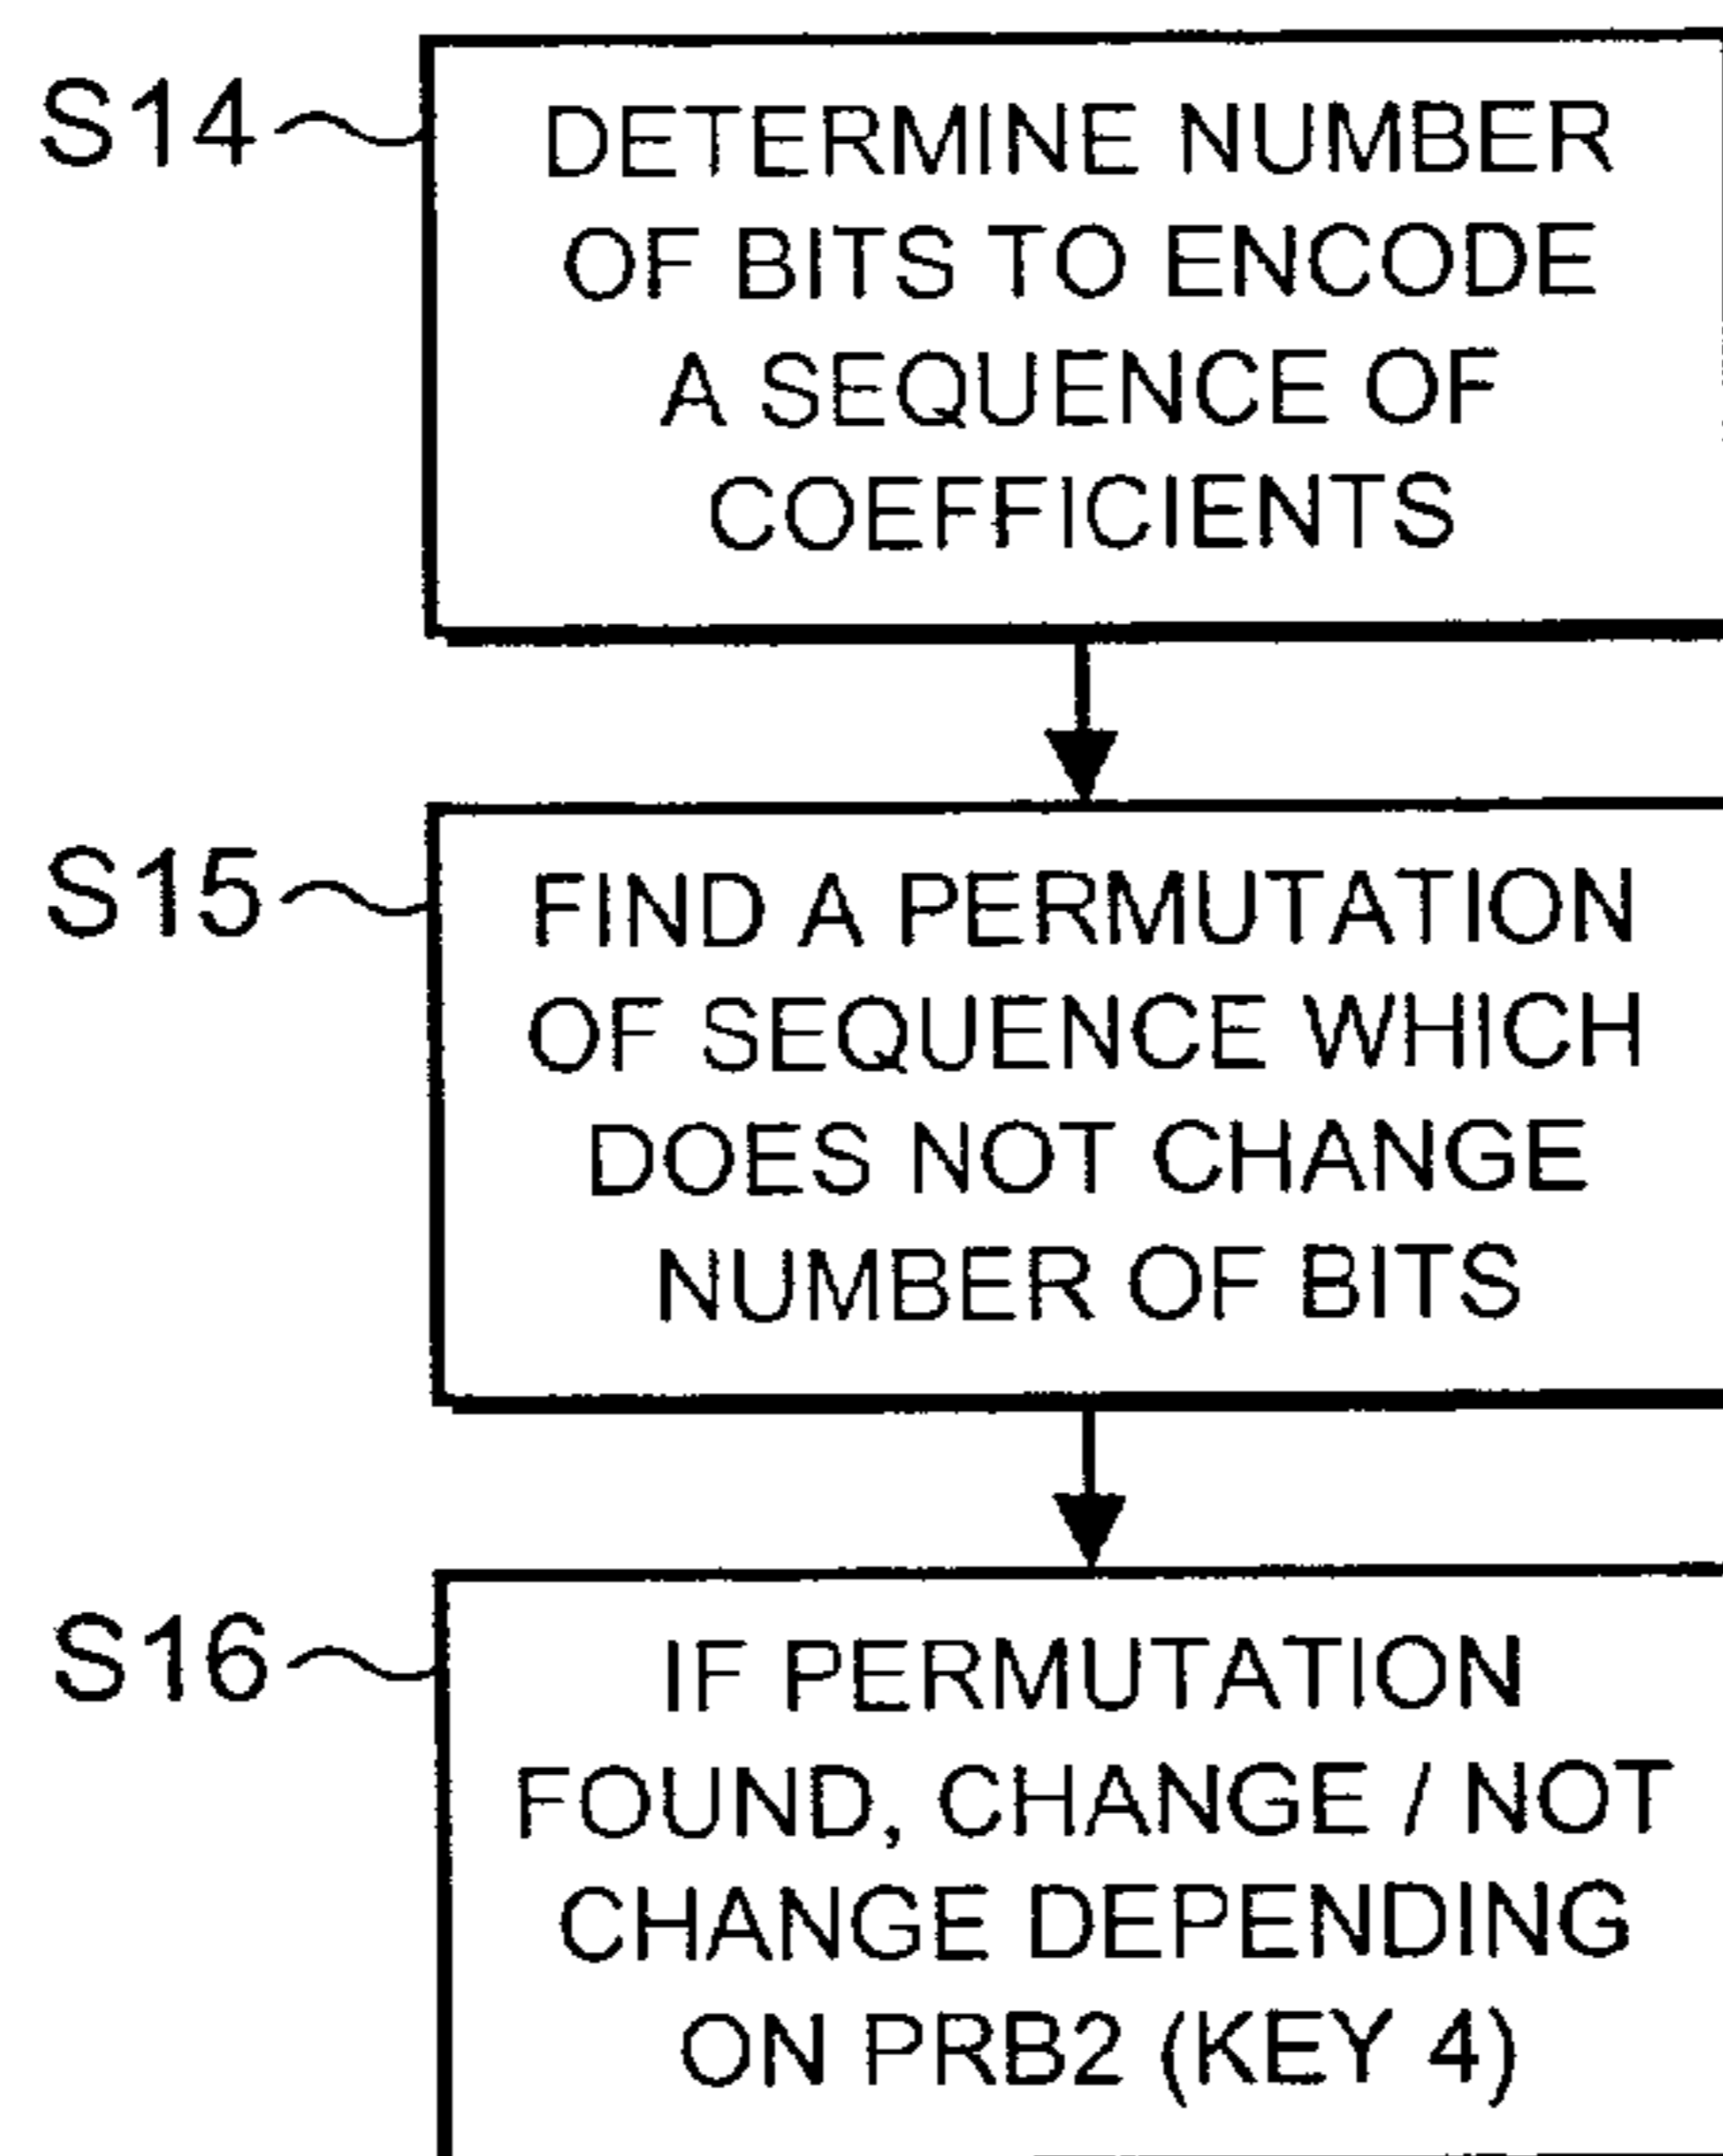 S14
DETERMINE NUMBER
OF BITS TO ENCODE
A SEQUENCE OF
COEFFICIENTS
S15
FIND A PERMUTATION
OF SEQUENCE WHICH
DOES NOT CHANGE
NUMBER OF BITS
S16
IF PERMUTATION
FOUND, CHANGE / NOT
CHANGE DEPENDING
ON PRB2 (KEY 4)